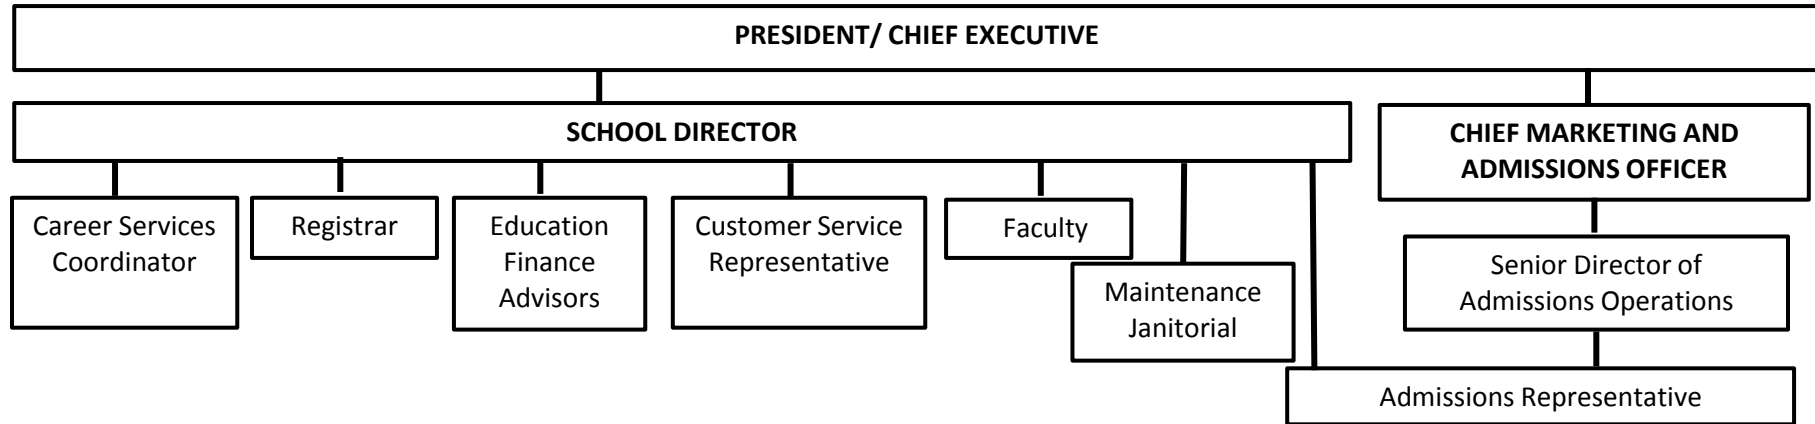 PRESIDENT/ CHIEF EXECUTIVE
SCHOOL DIRECTOR
CHIEF MARKETING AND
ADMISSIONS OFFICER
Career Services
Coordinator
Registrar
Education
Finance
Advisors
Customer Service
Representative
Faculty
Maintenance
Janitorial
Senior Director of
Admissions Operations
Admissions Representative